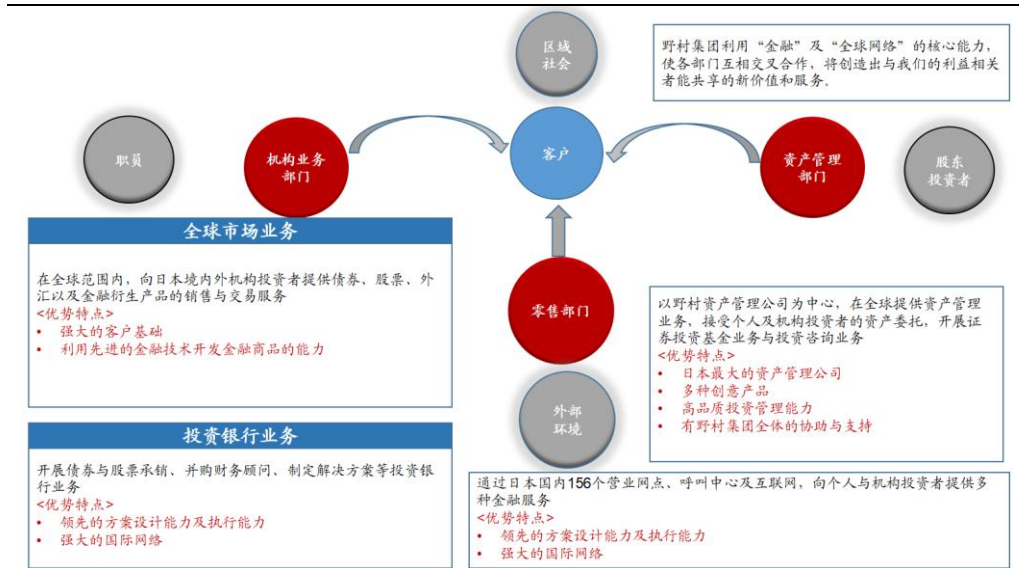 区域
社会
野村集团利用“金融”及“全球网络”的核心能力，
使各部门互相交叉合作，将创造出与我们的利益相关
者能共享的新价值和服务。
职员
机构业务
部门
客户
资产管理
部门
股东
投资者
全球市场业务
在全球范围内，向日本境内外机构投资者提供债券、股票、外
汇以及金融衍生产品的销售与交易服务
<优势特点>
• 强大的客户基础
• 利用先进的金融技术开发金融商品的能力
零售部门
以野村资产管理公司为中心，在全球提供资产管理
业务，接受个人及机构投资者的资产委托，开展证
券投资基金业务与投资咨询业务
<优势特点>
• 日本最大的资产管理公司
• 多种创意产品
• 高品质投资管理能力
• 有野村集团全体的协助与支持
外部
环境
投资银行业务
开展债券与股票承销、并购财务顾问、制定解决方案等投资银
行业务
<优势特点>
• 领先的方案设计能力及执行能力
• 强大的国际网络
通过日本国内156个营业网点、呼叫中心及互联网，向个人与机构投资者提供多
种金融服务
<优势特点>
• 领先的方案设计能力及执行能力
• 强大的国际网络